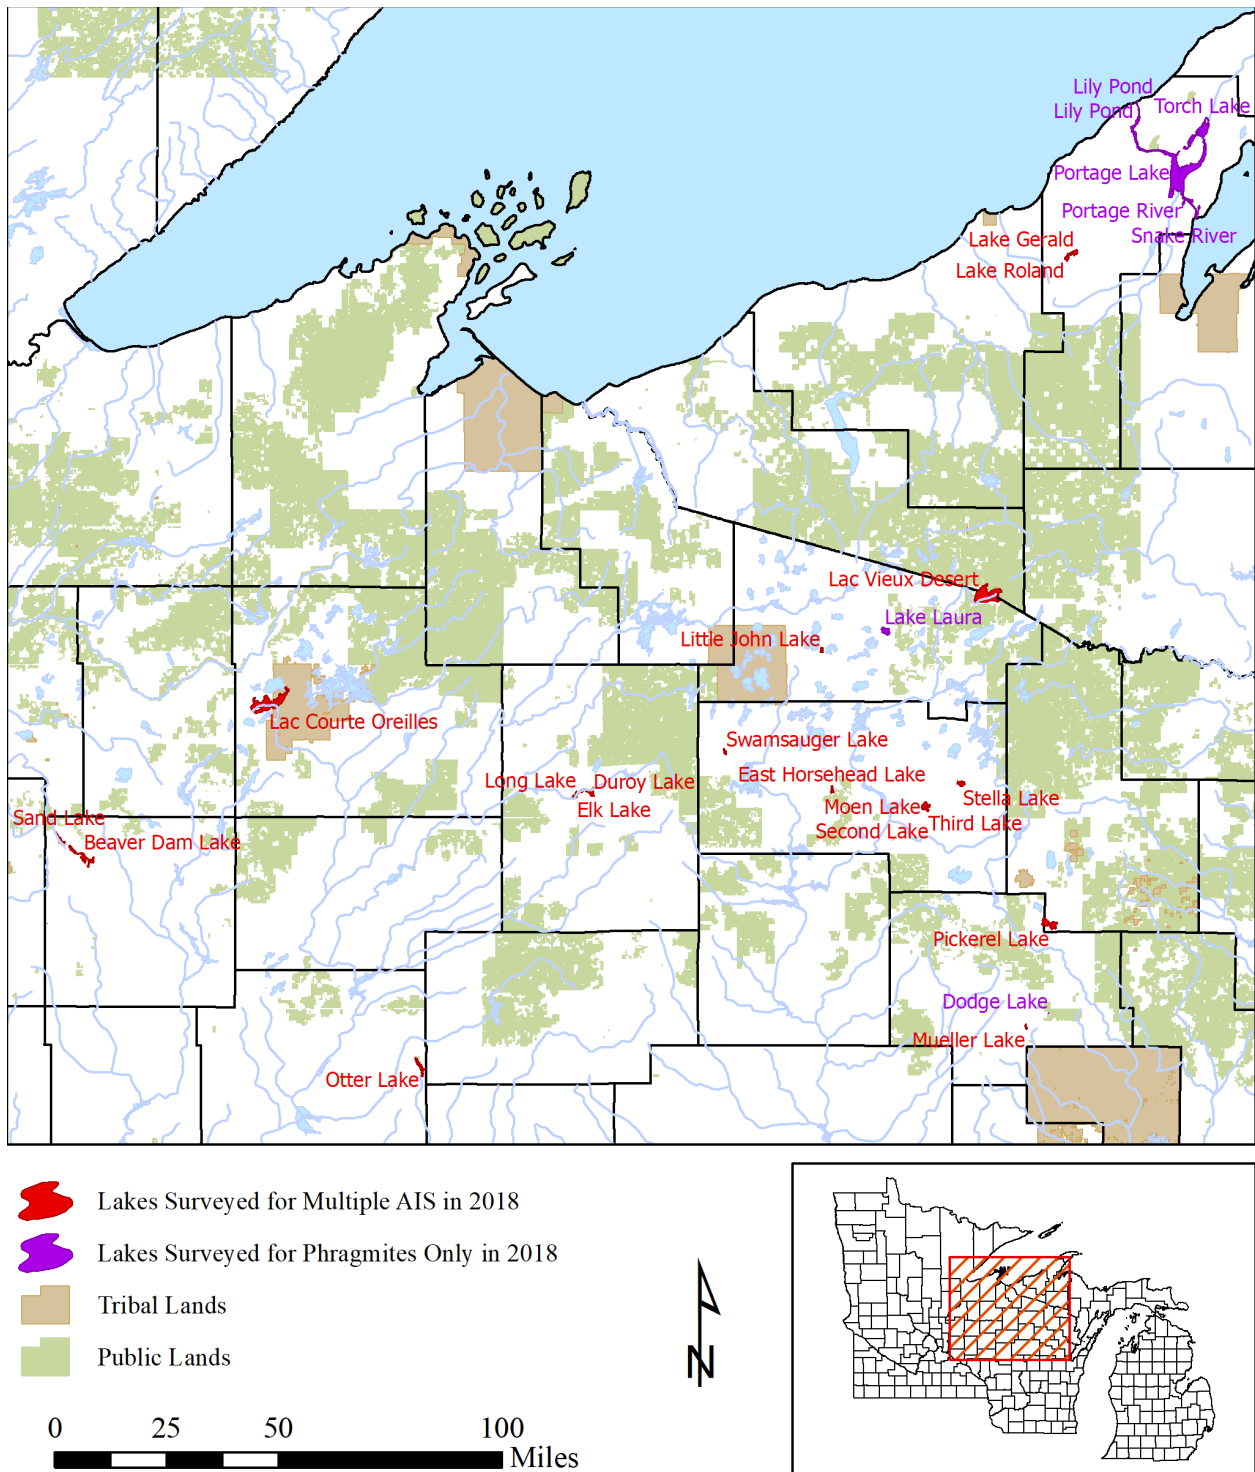 Lily Pond
Lily Pond
Torch Lake
Portage Lake
Portage River
Snake River
Lake Gerald
Lake Roland
Lac Vieux Desert
Lake Laura
Little John Lake
Lac Courte Oreilles
Swamsauger Lake
East Horsehead Lake
Long Lake
Duroy Lake
Elk Lake
Moen Lake
Stella Lake
Second Lake
Third Lake
Sand Lake
Beaver Dam Lake
Pickerel Lake
Dodge Lake
Mueller Lake
Otter Lake
Lakes Surveyed for Multiple AIS in 2018
Lakes Surveyed for Phragmites Only in 2018
Tribal Lands
Public Lands
N
0 25 50 100
Miles